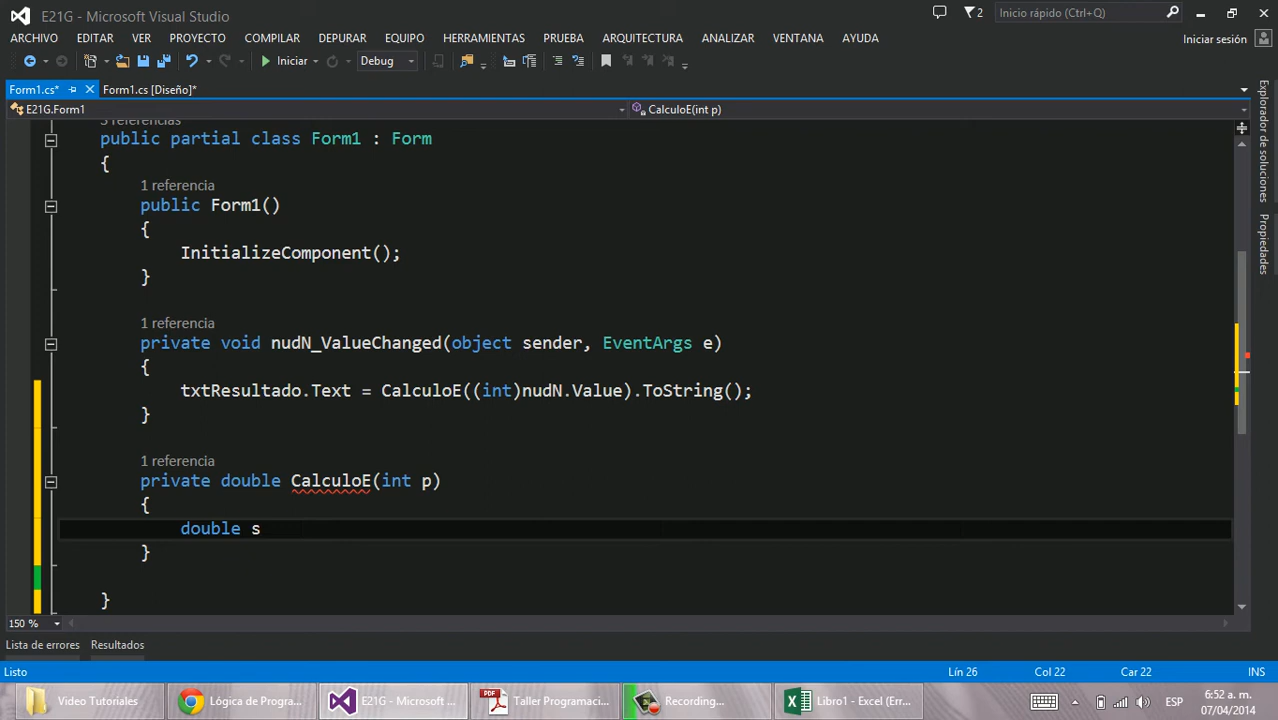 E21G - Microsoft Visual Studio
2
Inicio rápido (Ctrl+Q)
ARCHIVO EDITAR VER PROYECTO COMPILAR DEPURAR EQUIPO HERRAMIENTAS PRUEBA ARQUITECTURA ANALIZAR VENTANA AYUDA
Iniciar sesión
Iniciar Debug
Form1.cs* Form1.cs [Diseño]*
E21G.Form1 CalculoE(int p)
3 referencias
public partial class Form1 : Form
{
1 referencia
public Form1()
{
InitializeComponent();
}
1 referencia
private void nudN_ValueChanged(object sender, EventArgs e)
{
txtResultado.Text = CalculoE((int)nudN.Value).ToString();
}
1 referencia
private double CalculoE(int p)
{
double s
}
}
Explorador de soluciones
Propiedades
150 %
Lista de errores Resultados
Listo Lín 26 Col 22 Car 22 INS
Video Tutoriales Lógica de Progra... E21G - Microsoft ... Taller Programaci... Recording... Libro1 - Excel (Err... ESP 6:52 a. m.
07/04/2014